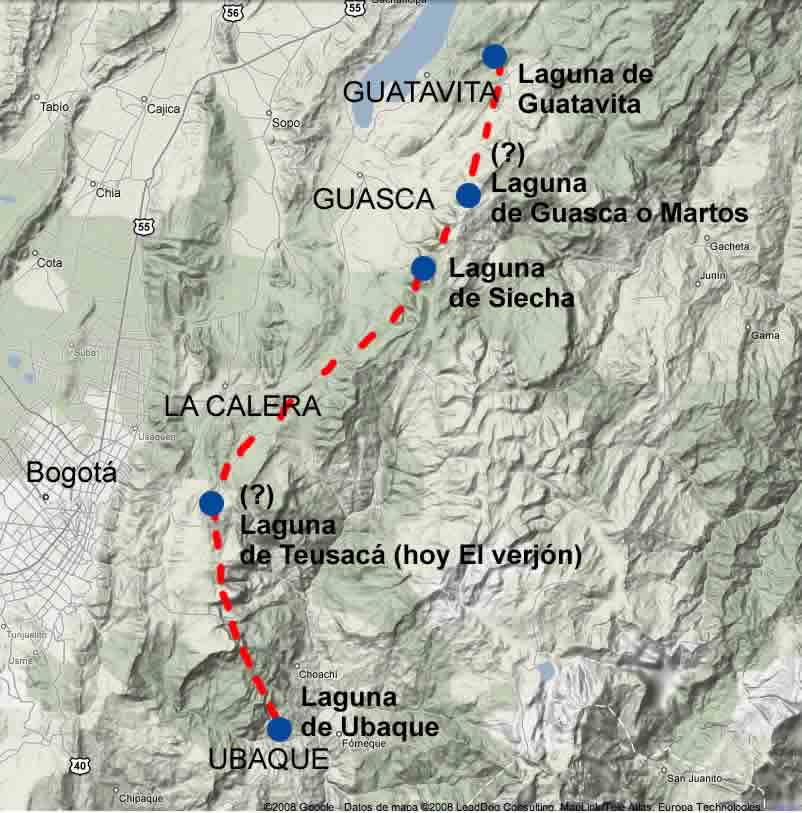 56
55
GUATAVITA
Laguna de
Guatavita
Tabio
Cajica
Sopo
(?)
Laguna
de Guasca o Martos
GUASCA
Chia
55
Gacheta
Cota
Laguna
de Siecha
Junin
Gama
Suba
LA CALERA
Usaquen
Bogotá
(?)
Laguna
de Teusacá (hoy El verjón)
Tunjuelito
Usme
Choachi
Laguna
de Ubaque
Fómeque
UBAQUE
40
San Juanito
Chipaque
©2008 Google - Datos de mapa ©2008 LeadDog Consulting, MapLink/Tele Atlas, Europa Technologies